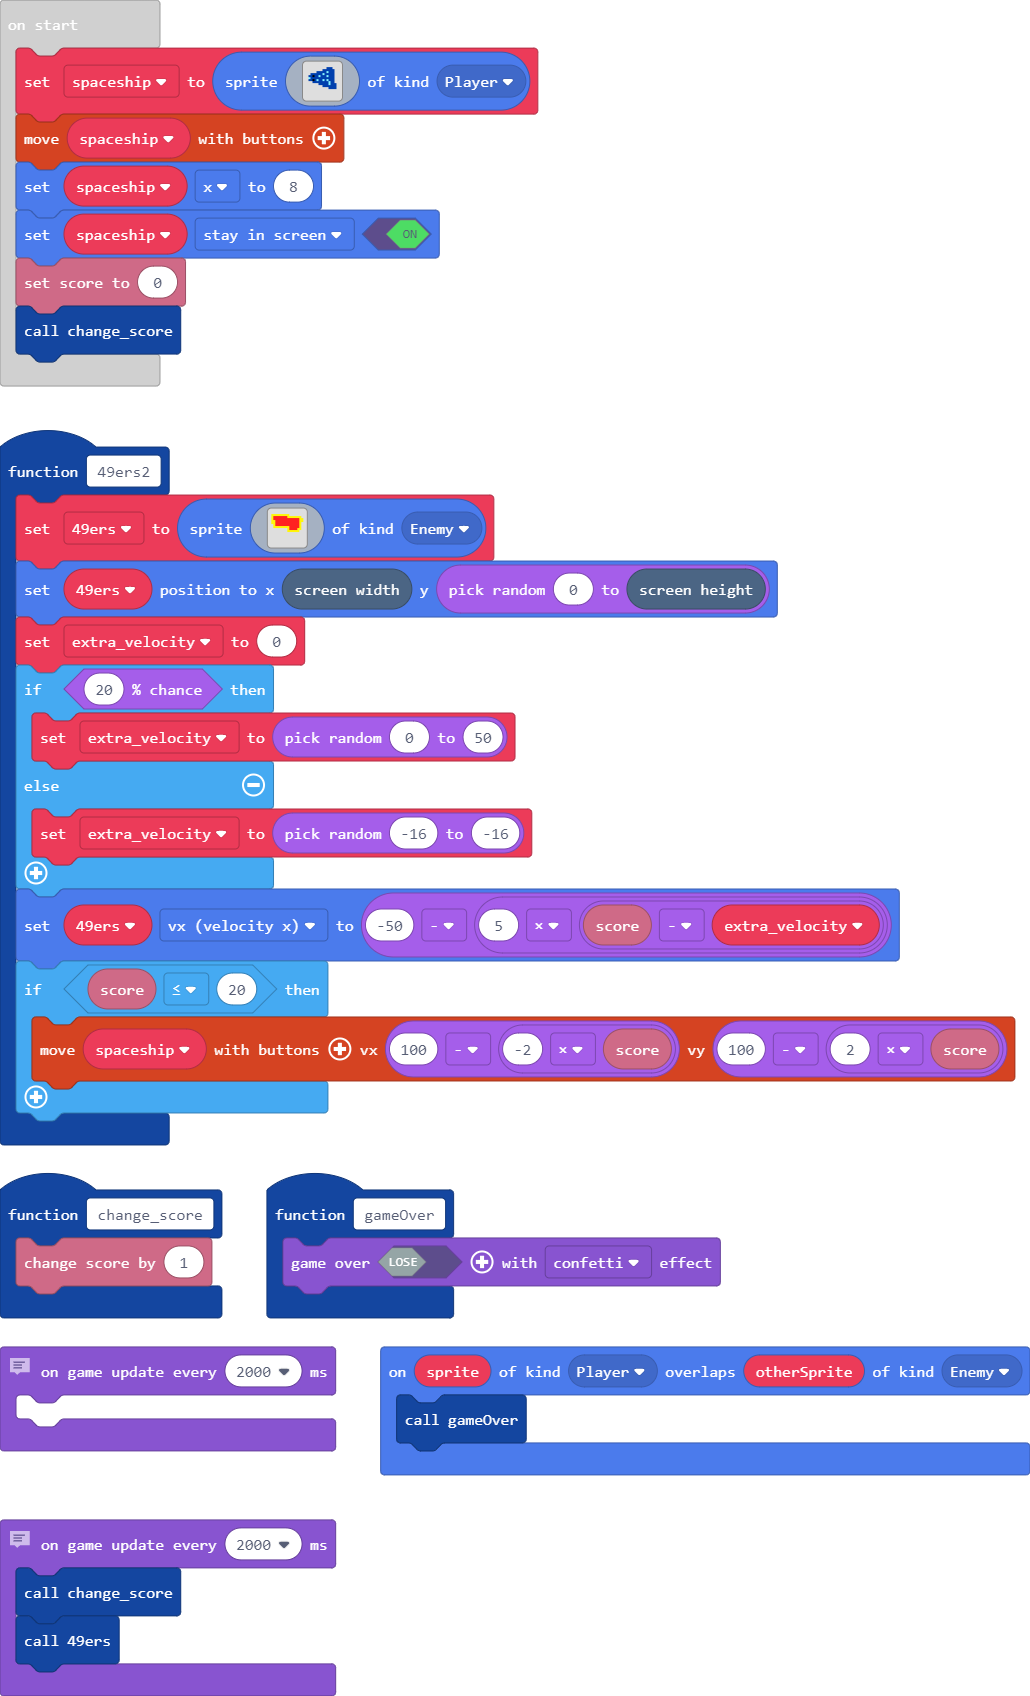 on start
set spaceship to sprite of kind Player
move spaceship with buttons
set spaceship x to 8
set spaceship stay in screen ON
set score to 0
call change_score
function 49ers2
set 49ers to sprite of kind Enemy
set 49ers position to x screen width y pick random 0 to screen height
set extra_velocity to 0
if 20 % chance then
set extra_velocity to pick random 0 to 50
else
set extra_velocity to pick random -16 to -16
set 49ers vx (velocity x) to -50 - 5 × score - extra_velocity
if score ≤ 20 then
move spaceship with buttons vx 100 - -2 × score vy 100 - 2 × score
function change_score
change score by 1
function gameOver
game over LOSE with confetti effect
on game update every 2000 ms
on sprite of kind Player overlaps otherSprite of kind Enemy
call gameOver
on game update every 2000 ms
call change_score
call 49ers